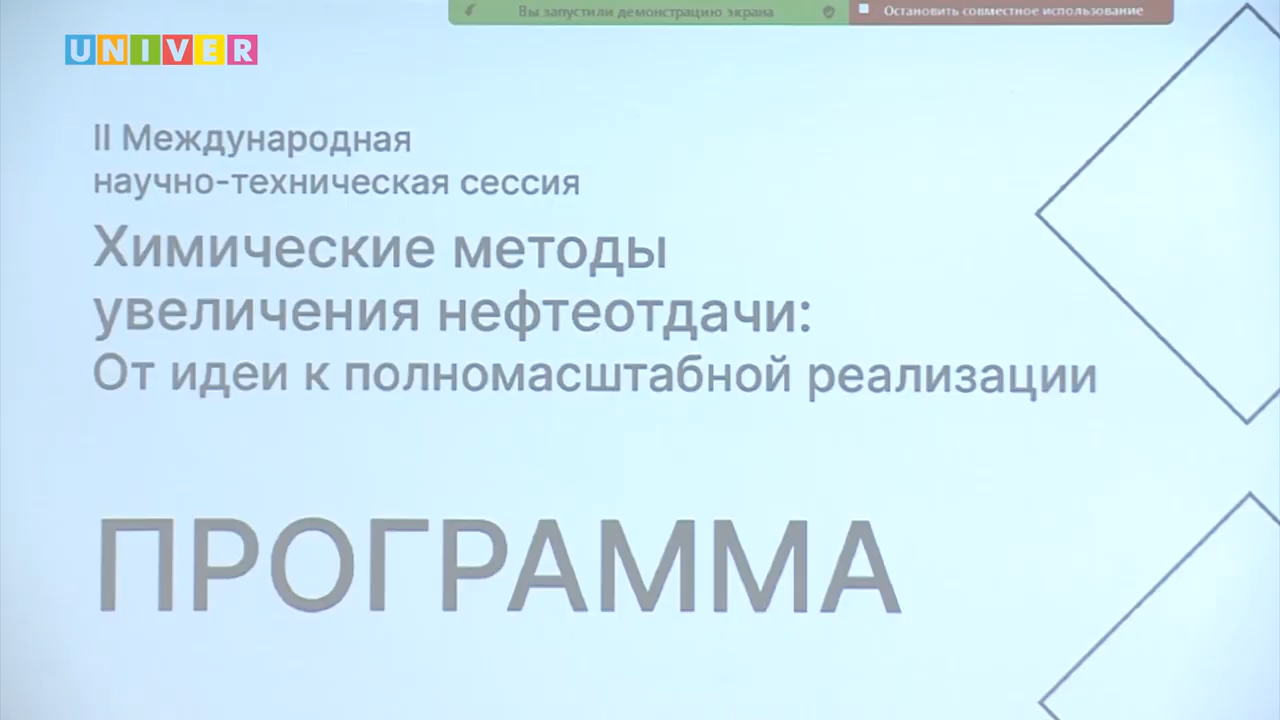 Вы запустили демонстрацию экрана
Остановить совместное использование
UNIVER
II Международная
научно-техническая сессия
Химические методы
увеличения нефтеотдачи:
От идеи к полномасштабной реализации
ПРОГРАММА